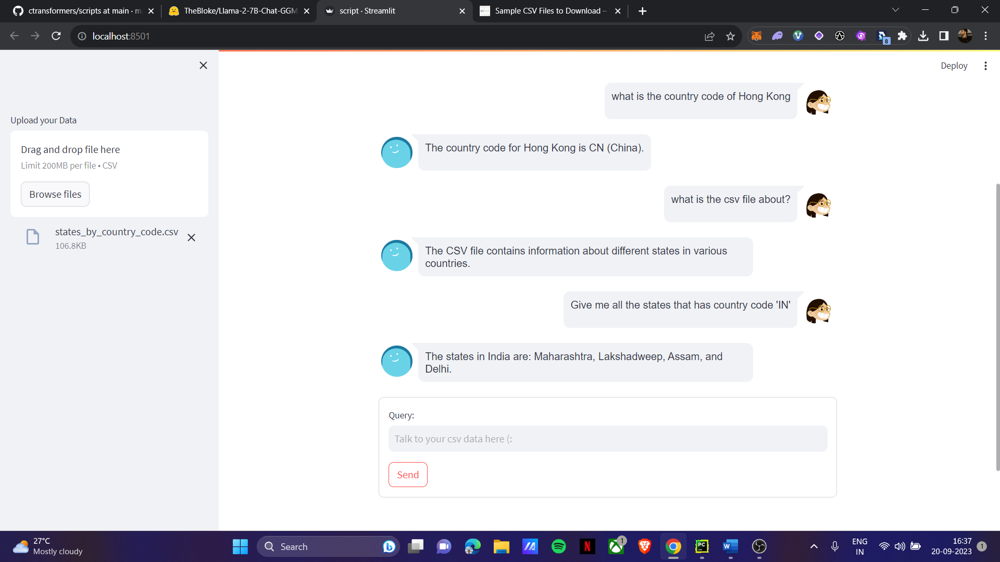 ctransformers/scripts at main · m
TheBloke/Llama-2-7B-Chat-GGM
script · Streamlit
Sample CSV Files to Download –
localhost:8501
8
Deploy
Upload your Data
Drag and drop file here
Limit 200MB per file • CSV
Browse files
states_by_country_code.csv
106.8KB
what is the country code of Hong Kong
The country code for Hong Kong is CN (China).
what is the csv file about?
The CSV file contains information about different states in various
countries.
Give me all the states that has country code 'IN'
The states in India are: Maharashtra, Lakshadweep, Assam, and
Delhi.
Query:
Talk to your csv data here (:
Send
27°C
Mostly cloudy
Search
1
PC
W
ENG
IN
16:37
20-09-2023
1